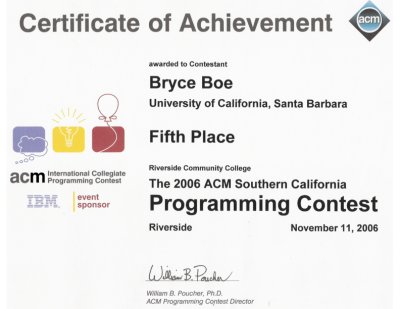 Certificate of Achievement
acm
awarded to Contestant
Bryce Boe
University of California, Santa Barbara
Fifth Place
Riverside Community College
The 2006 ACM Southern California
Programming Contest
Riverside November 11, 2006
acm International Collegiate
Programming Contest
IBM event
sponsor
William B. Poucher
William B. Poucher, Ph.D.
ACM Programming Contest Director